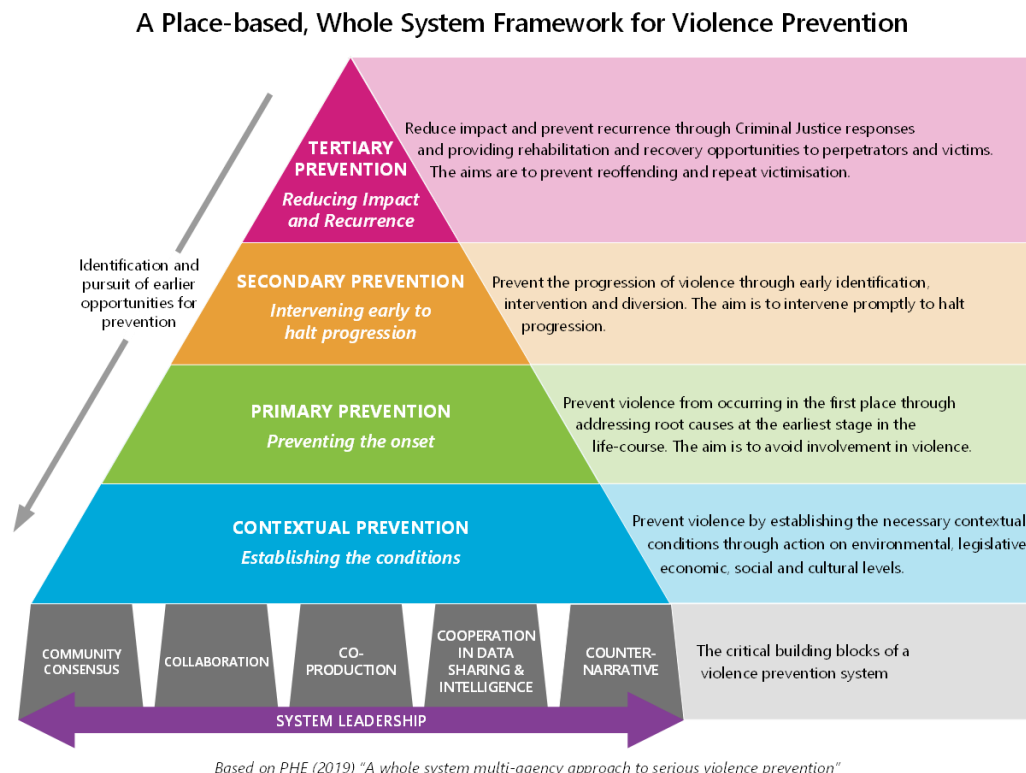 A Place-based, Whole System Framework for Violence Prevention
TERTIARY
PREVENTION
Reducing Impact
and Recurrence
Reduce impact and prevent recurrence through Criminal Justice responses
and providing rehabilitation and recovery opportunities to perpetrators and victims.
The aims are to prevent reoffending and repeat victimisation.
Identification and
pursuit of earlier
opportunities for
prevention
SECONDARY PREVENTION
Intervening early to
halt progression
Prevent the progression of violence through early identification,
intervention and diversion. The aim is to intervene promptly to halt
progression.
PRIMARY PREVENTION
Preventing the onset
Prevent violence from occurring in the first place through
addressing root causes at the earliest stage in the
life-course. The aim is to avoid involvement in violence.
CONTEXTUAL PREVENTION
Establishing the conditions
Prevent violence by establishing the necessary contextual
conditions through action on environmental, legislative
economic, social and cultural levels.
COMMUNITY
CONSENSUS
COLLABORATION
CO-
PRODUCTION
COOPERATION
IN DATA
SHARING &
INTELLIGENCE
COUNTER-
NARRATIVE
The critical building blocks of a
violence prevention system
SYSTEM LEADERSHIP
Based on PHE (2019) "A whole system multi-agency approach to serious violence prevention"